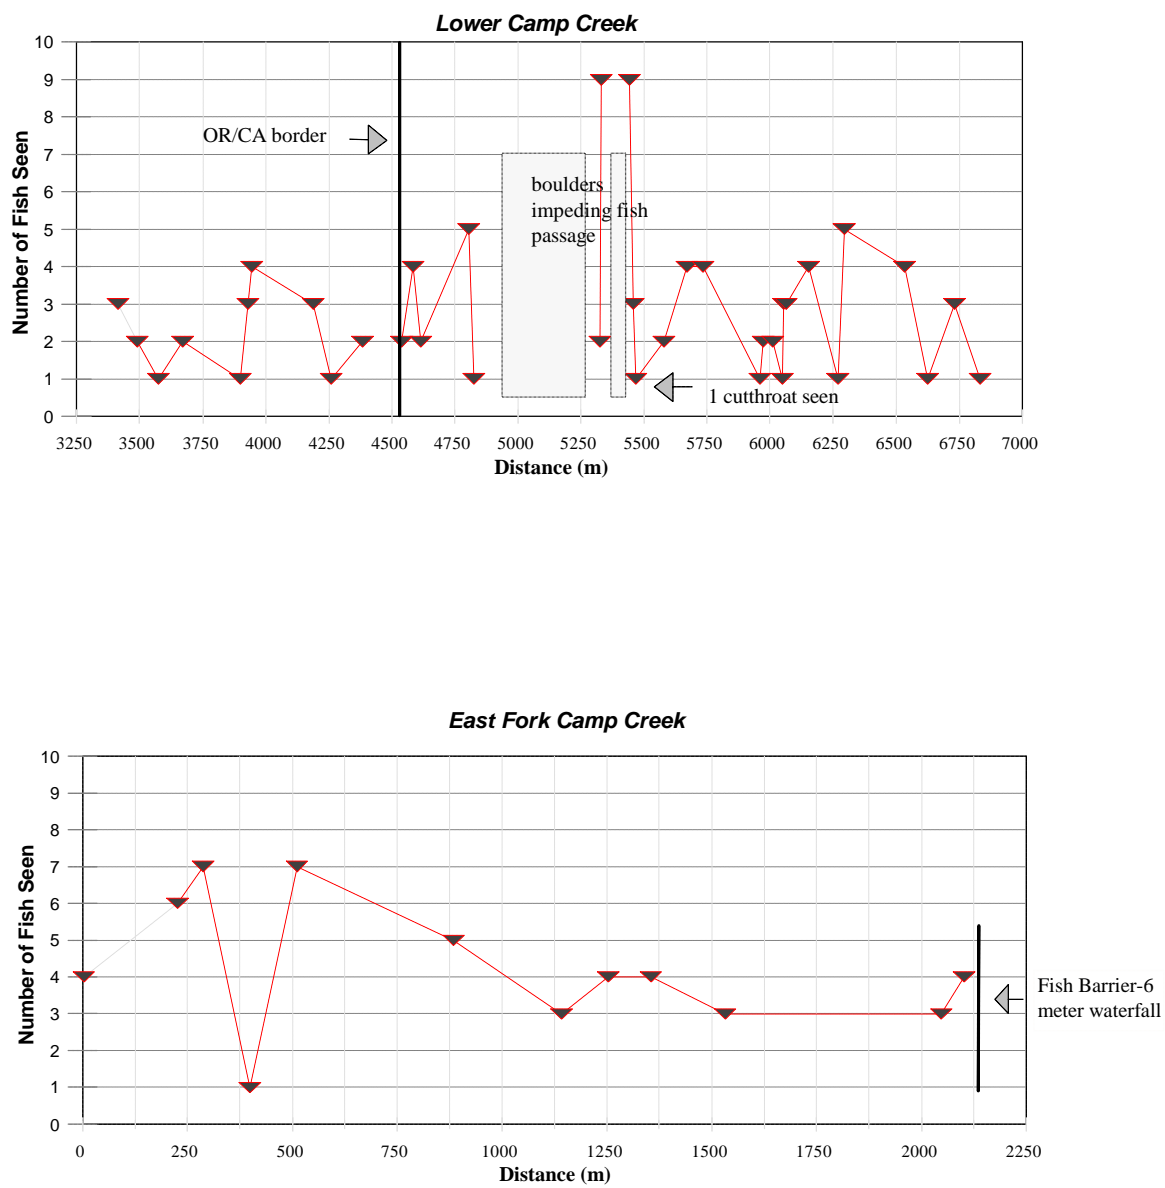 Lower Camp Creek
10
9
8
7
6
5
4
3
2
1
0
Number of Fish Seen
OR/CA border
boulders
impeding fish
passage
1 cutthroat seen
3250 3500 3750 4000 4250 4500 4750 5000 5250 5500 5750 6000 6250 6500 6750 7000
Distance (m)
East Fork Camp Creek
10
9
8
7
6
5
4
3
2
1
0
Number of Fish Seen
Fish Barrier-6
meter waterfall
0 250 500 750 1000 1250 1500 1750 2000 2250
Distance (m)